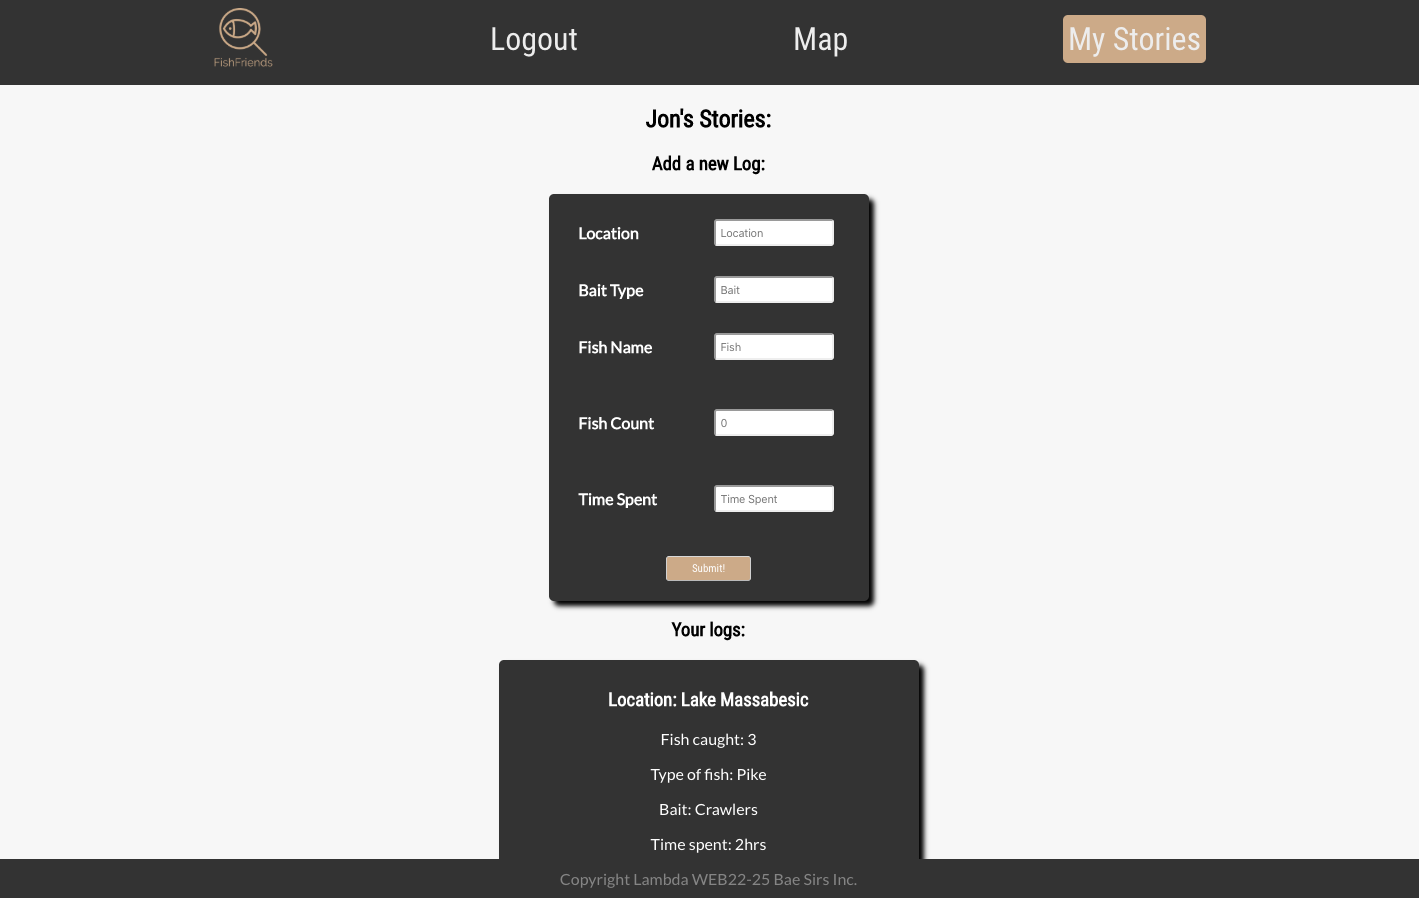 FishFriends
Logout
Map
My Stories
Jon's Stories:
Add a new Log:
Location
Location
Bait Type
Bait
Fish Name
Fish
Fish Count
0
Time Spent
Time Spent
Submit!
Your logs:
Location: Lake Massabesic
Fish caught: 3
Type of fish: Pike
Bait: Crawlers
Time spent: 2hrs
Copyright Lambda WEB22-25 Bae Sirs Inc.